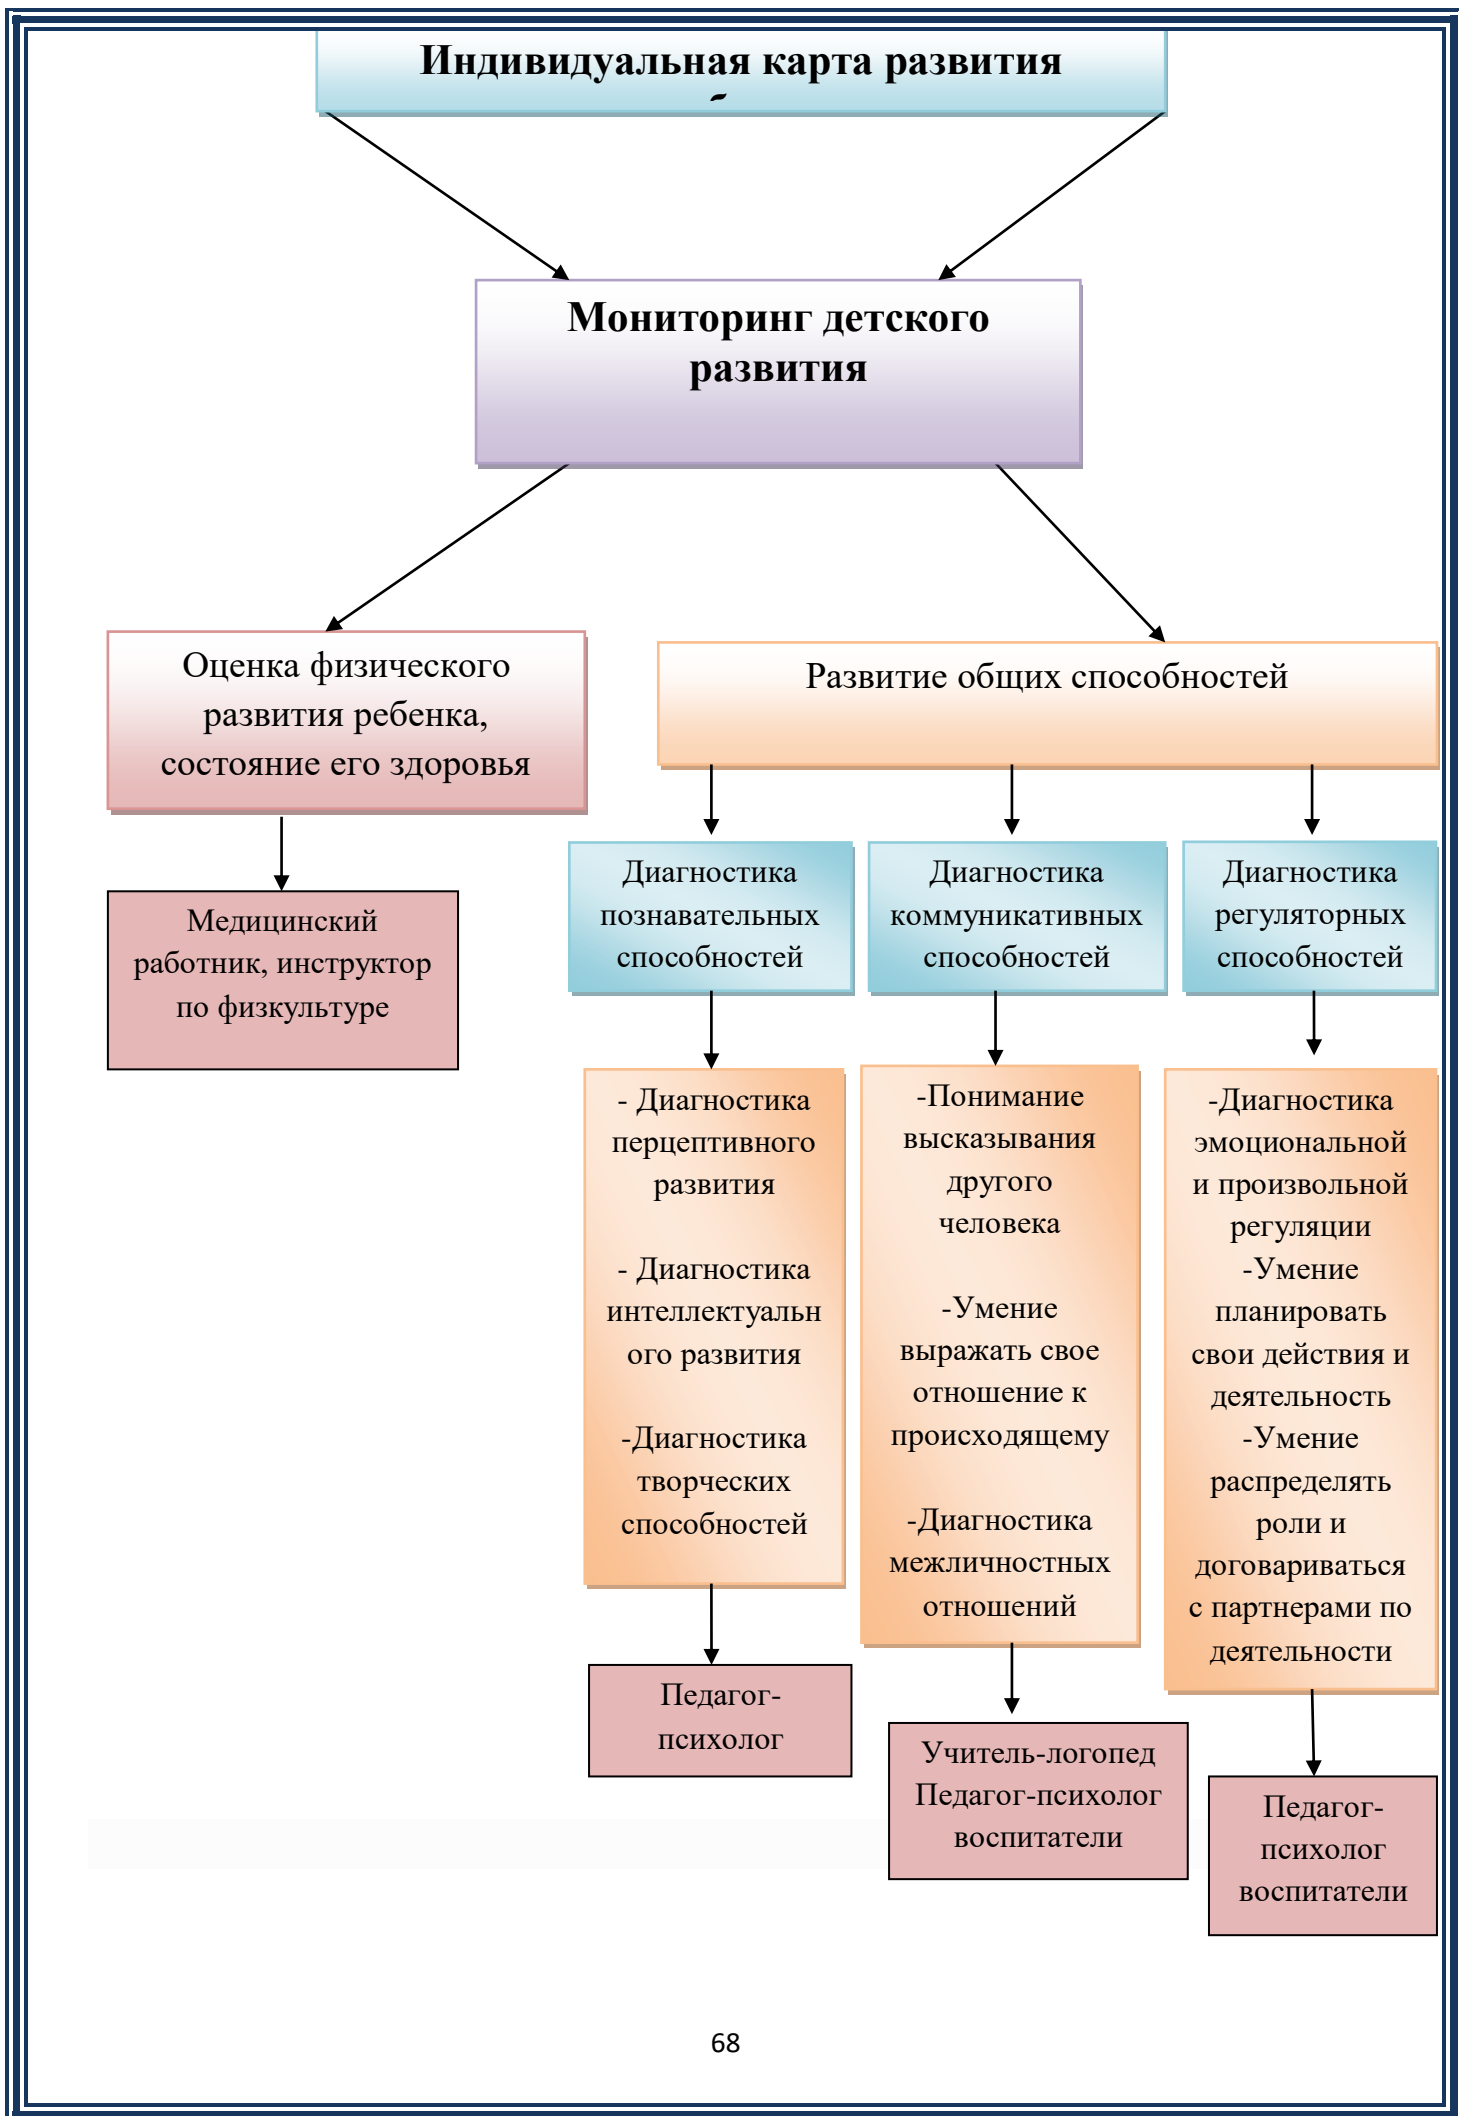 Индивидуальная карта развития
Мониторинг детского
развития
Оценка физического
развития ребенка,
состояние его здоровья
Развитие общих способностей
Медицинский
работник, инструктор
по физкультуре
Диагностика
познавательных
способностей
Диагностика
коммуникативных
способностей
Диагностика
регуляторных
способностей
- Диагностика
перцептивного
развития
- Диагностика
интеллектуальн
ого развития
-Диагностика
творческих
способностей
-Понимание
высказывания
другого
человека
-Умение
выражать свое
отношение к
происходящему
-Диагностика
межличностных
отношений
-Диагностика
эмоциональной
и произвольной
регуляции
-Умение
планировать
свои действия и
деятельность
-Умение
распределять
роли и
договариваться
с партнерами по
деятельности
Педагог-
психолог
Учитель-логопед
Педагог-психолог
воспитатели
Педагог-
психолог
воспитатели
68